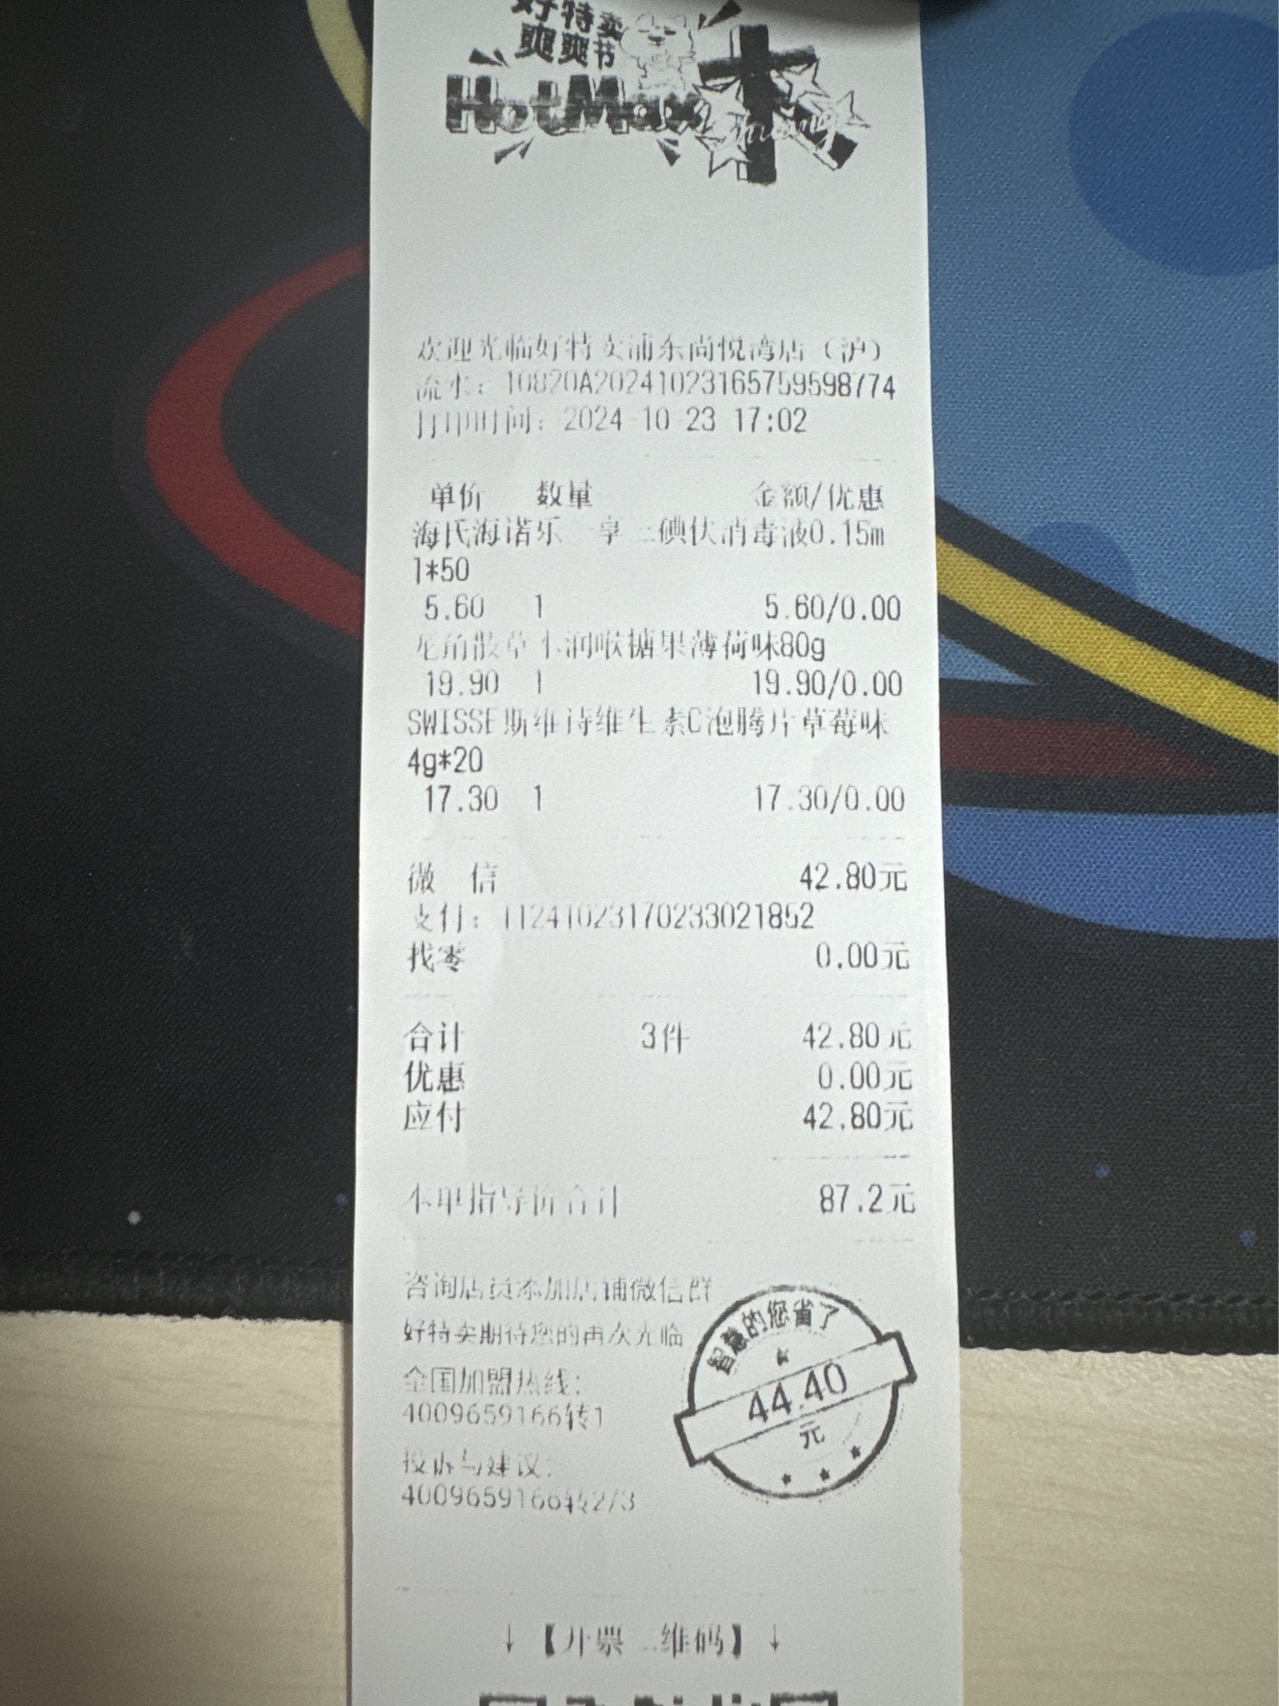 好特卖
爽爽节
HotMaxx
shuang
欢迎光临好特卖浦东尚悦湾店（沪）
流水：10820A20241023165759598774
打印时间：2024-10-23 17:02
单价 数量 金额/优惠
海氏海诺乐一享二碘伏消毒液0.15m
l*50
5.60 1 5.60/0.00
龙角散草本润喉糖果薄荷味80g
19.90 1 19.90/0.00
SWISSE斯维诗维生素C泡腾片草莓味
4g*20
17.30 1 17.30/0.00
微 信 42.80元
支付：11241023170233021852
找零 0.00元
合计 3件 42.80元
优惠 0.00元
应付 42.80元
本单指导价合计 87.2元
咨询店员添加店铺微信群
好特卖期待您的再次光临
全国加盟热线：
4009659166转1
投诉与建议：
4009659166转2/3
智慧的您省了
44.40
元
↓【开票二维码】↓